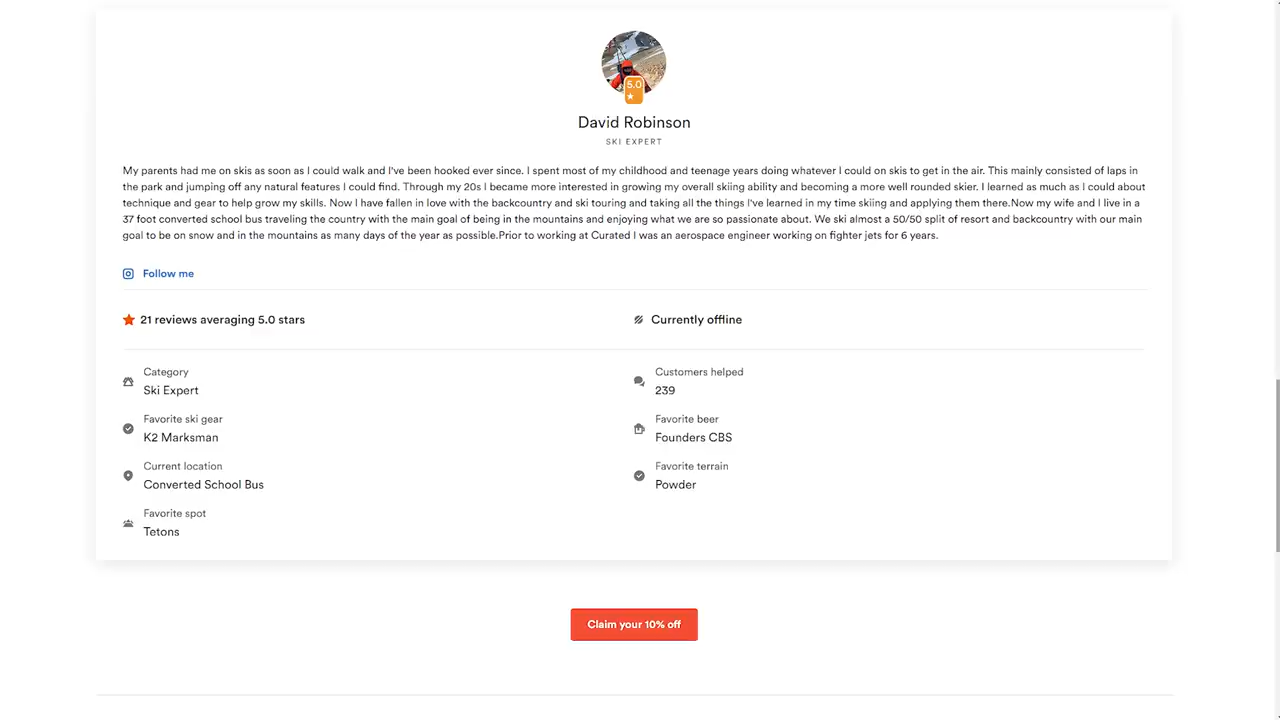 5.0
David Robinson
SKI EXPERT
My parents had me on skis as soon as I could walk and I've been hooked ever since. I spent most of my childhood and teenage years doing whatever I could on skis to get in the air. This mainly consisted of laps in
the park and jumping off any natural features I could find. Through my 20s I became more interested in growing my overall skiing ability and becoming a more well rounded skier. I learned as much as I could about
technique and gear to help grow my skills. Now I have fallen in love with the backcountry and ski touring and taking all the things I've learned in my time skiing and applying them there.Now my wife and I live in a
37 foot converted school bus traveling the country with the main goal of being in the mountains and enjoying what we are so passionate about. We ski almost a 50/50 split of resort and backcountry with our main
goal to be on snow and in the mountains as many days of the year as possible.Prior to working at Curated I was an aerospace engineer working on fighter jets for 6 years.
Follow me
21 reviews averaging 5.0 stars
Currently offline
Category
Ski Expert
Customers helped
239
Favorite ski gear
K2 Marksman
Favorite beer
Founders CBS
Current location
Converted School Bus
Favorite terrain
Powder
Favorite spot
Tetons
Claim your 10% off